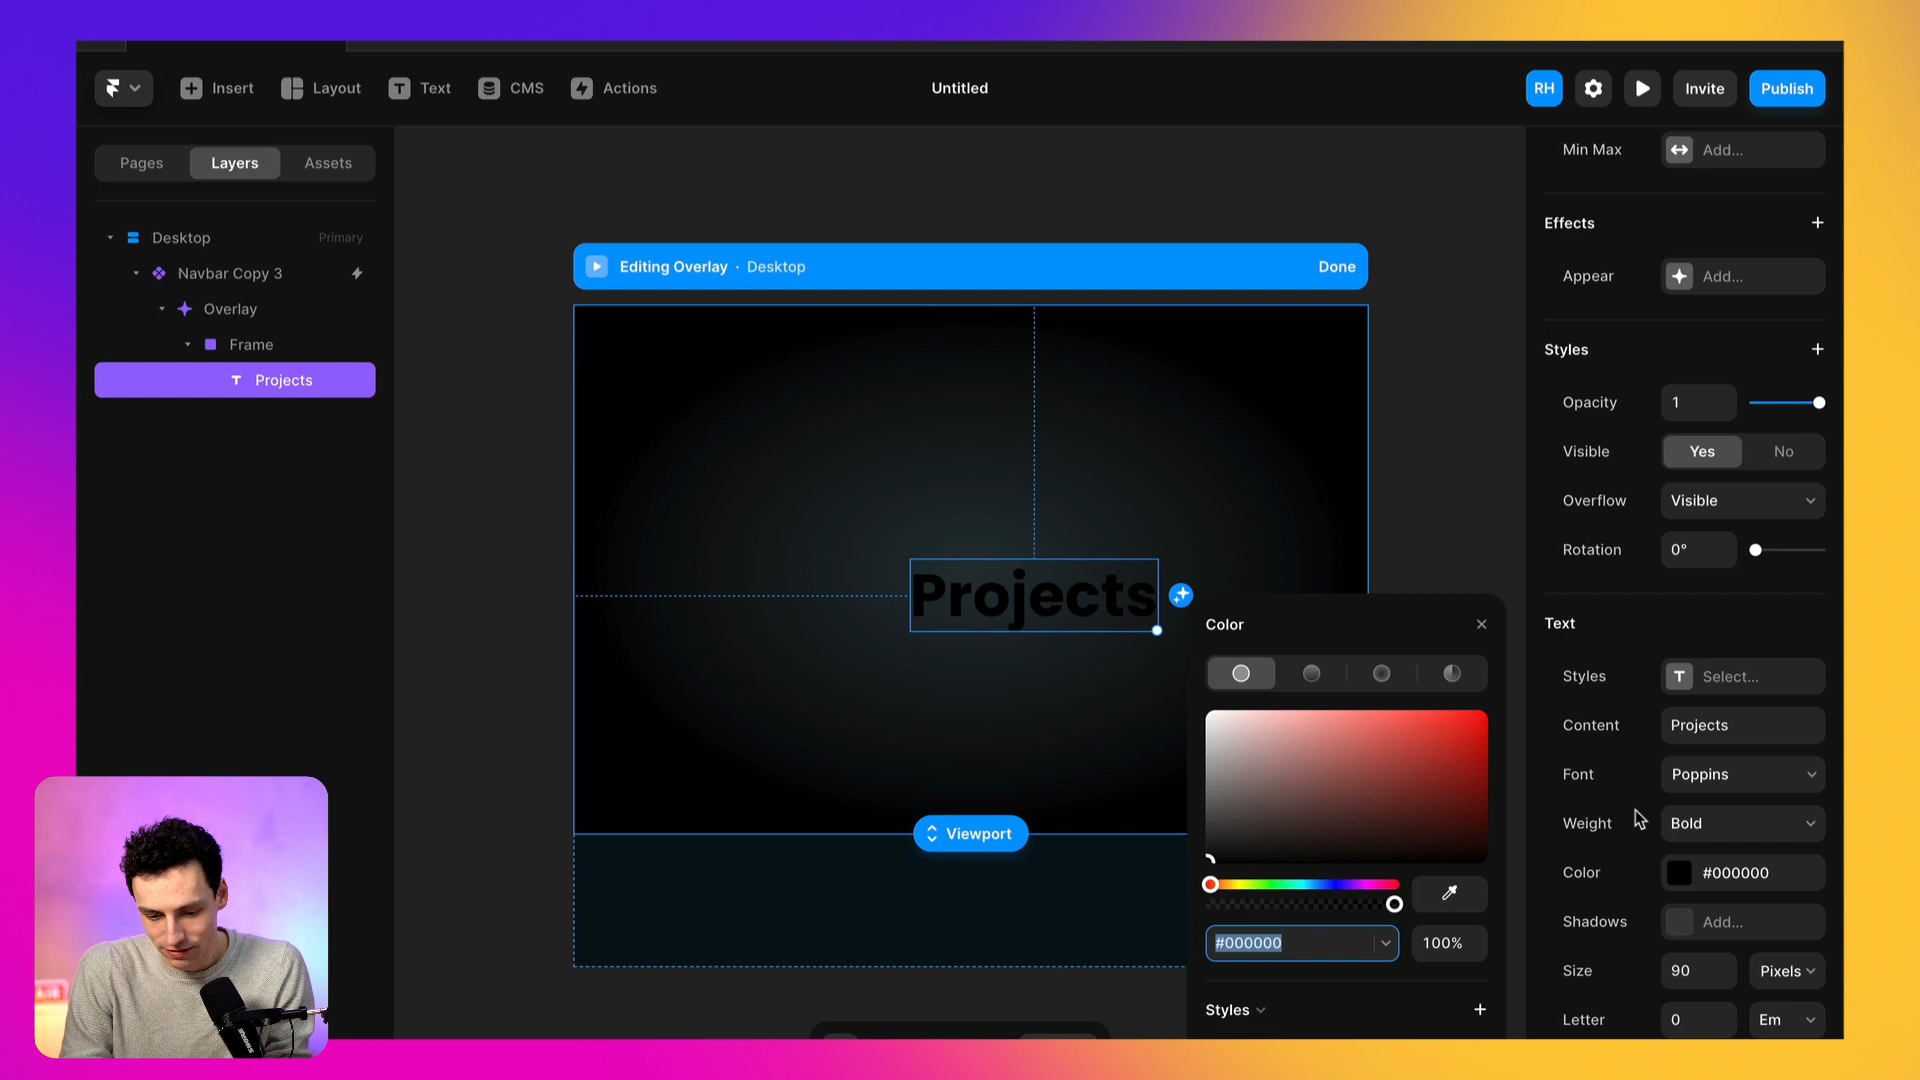 Insert
Layout
Text
CMS
Actions
Untitled
RH
Invite
Publish
Pages
Layers
Assets
Desktop
Primary
Navbar Copy 3
Overlay
Frame
Projects
Editing Overlay · Desktop
Done
Projects
Viewport
Color
#000000
100%
Styles
Min Max
Add...
Effects
Appear
Add...
Styles
Opacity
1
Visible
Yes
No
Overflow
Visible
Rotation
0°
Text
Styles
Select...
Content
Projects
Font
Poppins
Weight
Bold
Color
#000000
Shadows
Add...
Size
90
Pixels
Letter
0
Em